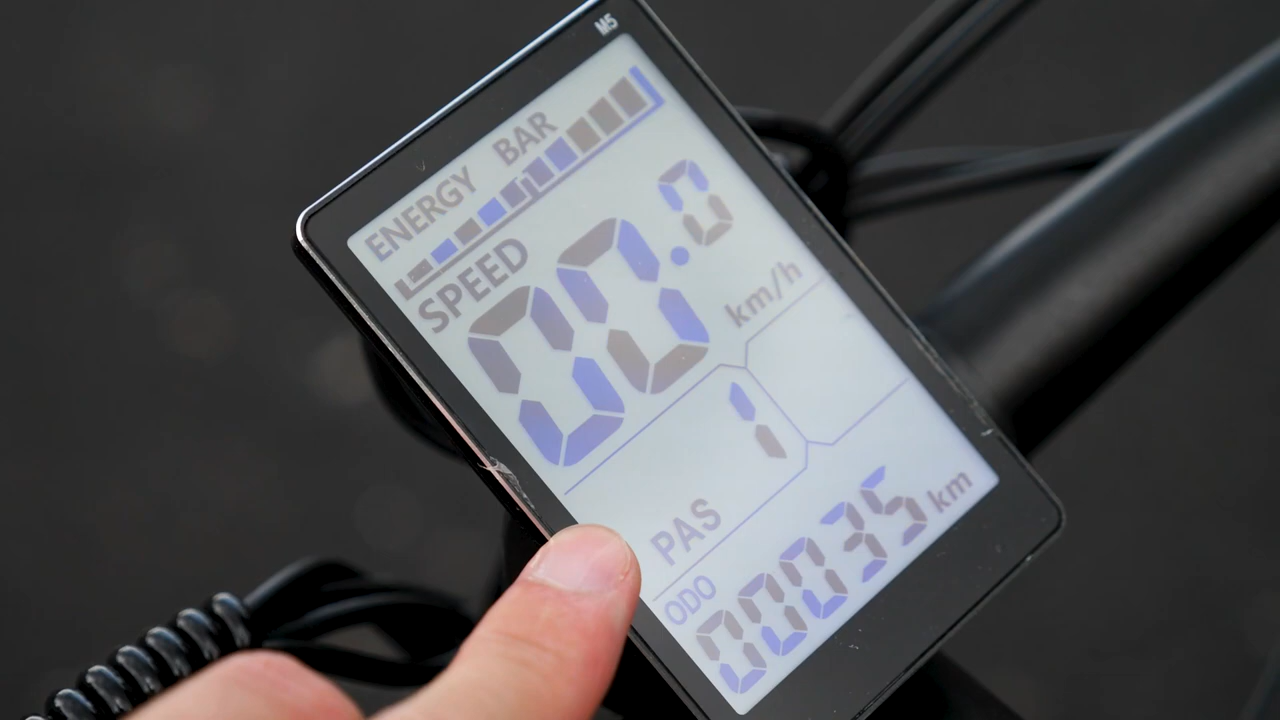 M5
ENERGY BAR
SPEED
00.0 km/h
PAS 1
ODO
00035 km